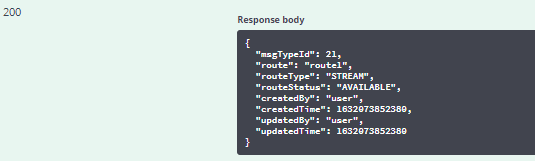 200
Response body
{
  "msgTypeId": 21,
  "route": "route1",
  "routeType": "STREAM",
  "routeStatus": "AVAILABLE",
  "createdBy": "user",
  "createdTime": 1632073852380,
  "updatedBy": "user",
  "updatedTime": 1632073852380
}